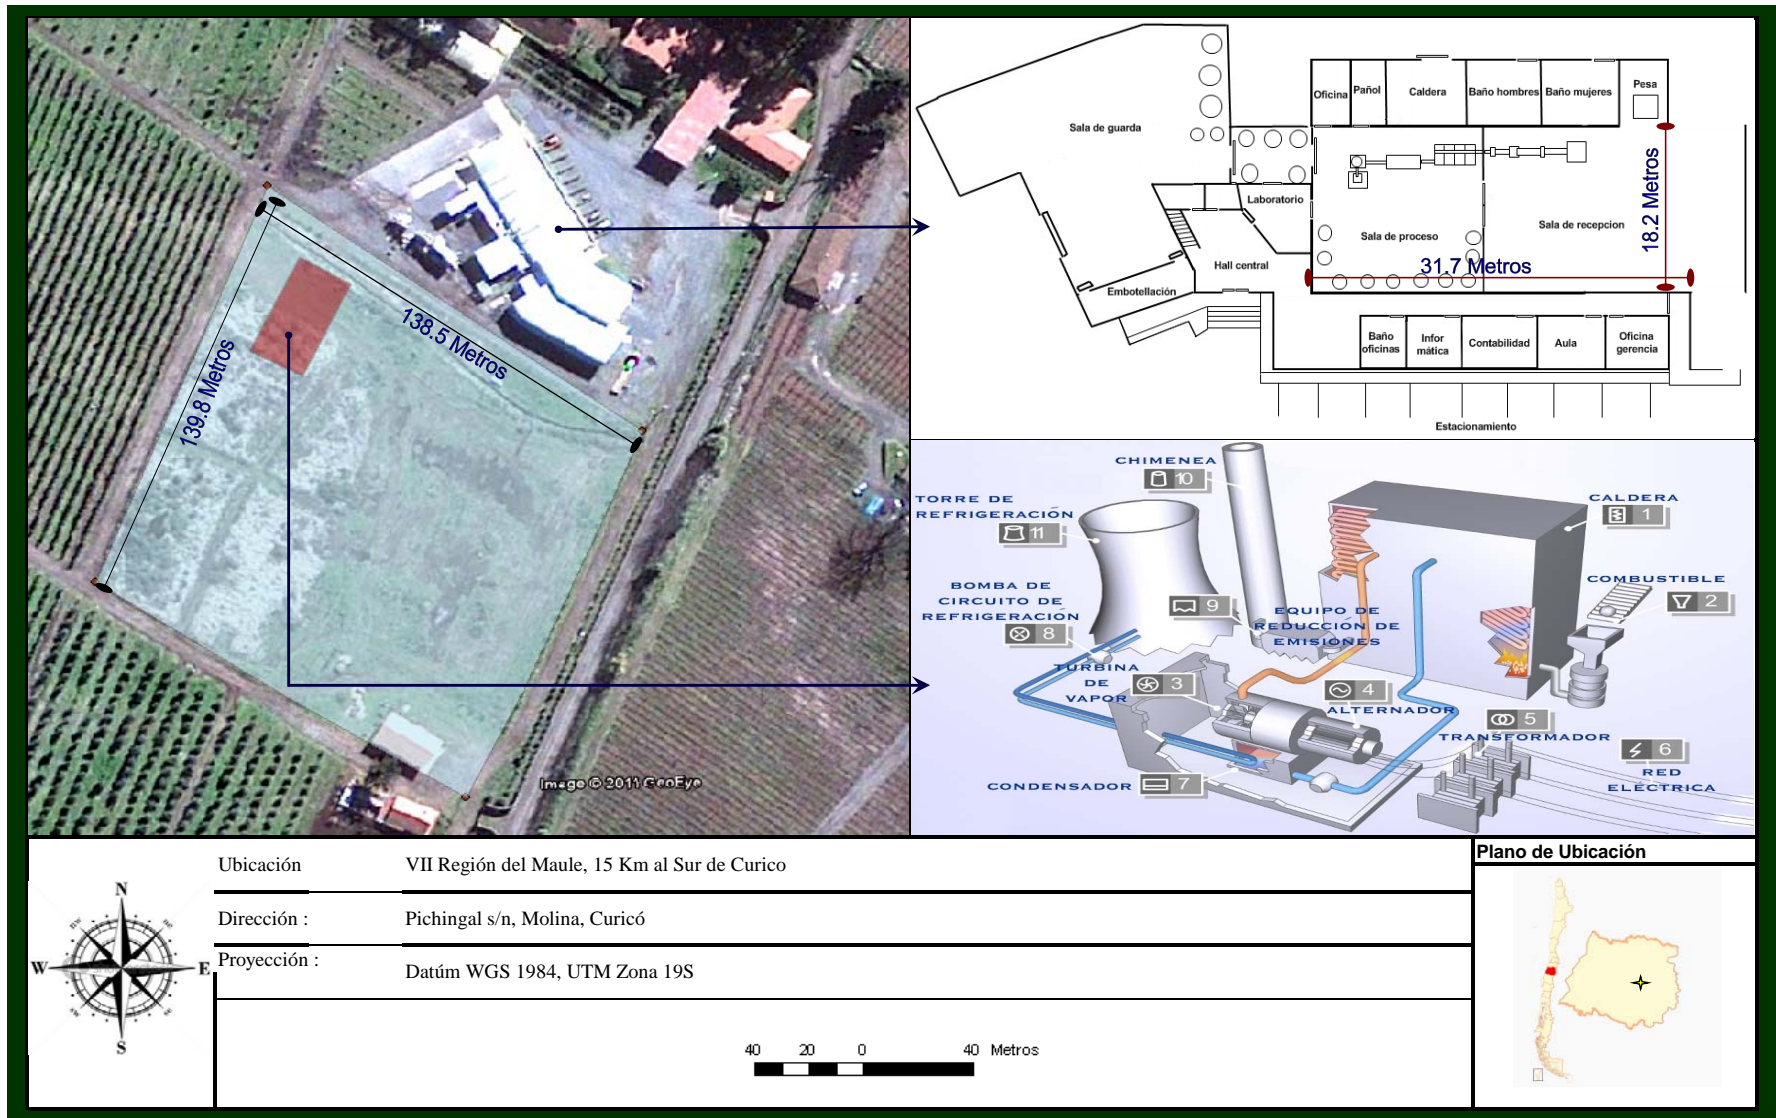 138.5 Metros
139.8 Metros
Image © 2011 GeoEye
Oficina
Pañol
Caldera
Baño hombres
Baño mujeres
Pesa
Sala de guarda
Laboratorio
Sala de proceso
Sala de recepcion
18.2 Metros
31.7 Metros
Hall central
Embotellación
Baño
oficinas
Infor
mática
Contabilidad
Aula
Oficina
gerencia
Estacionamiento
CHIMENEA
10
TORRE DE
REFRIGERACIÓN
11
CALDERA
1
BOMBA DE
CIRCUITO DE
REFRIGERACIÓN
8
9
EQUIPO DE
REDUCCIÓN DE
EMISIONES
COMBUSTIBLE
2
TURBINA
DE
VAPOR
3
4
ALTERNADOR
5
TRANSFORMADOR
6
RED
ELÉCTRICA
CONDENSADOR
7
N
W
E
S
Ubicación
VII Región del Maule, 15 Km al Sur de Curico
Dirección :
Pichingal s/n, Molina, Curicó
Proyección :
Datúm WGS 1984, UTM Zona 19S
40 20 0 40 Metros
Plano de Ubicación